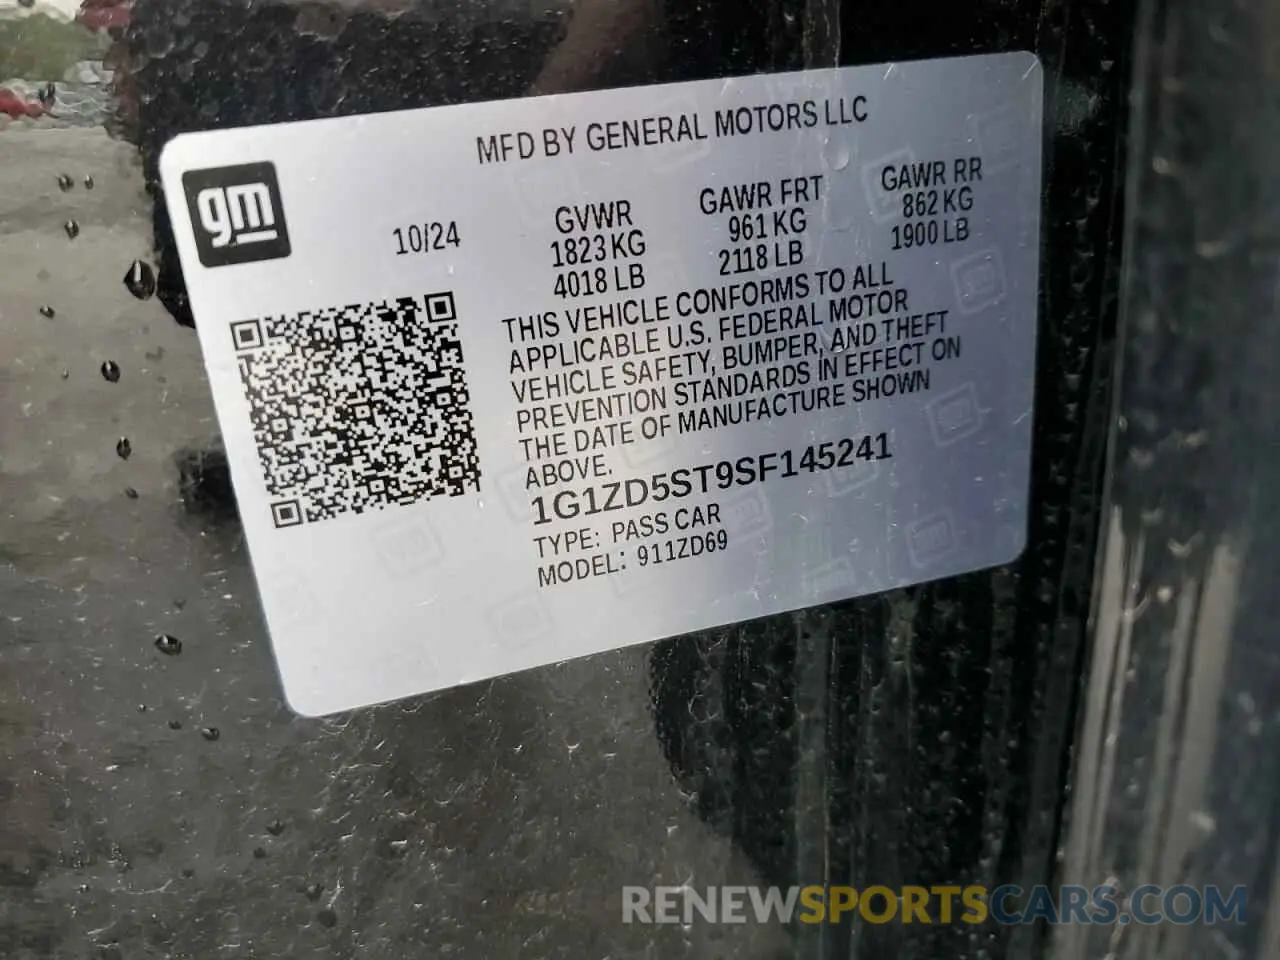 MFD BY GENERAL MOTORS LLC
gm
10/24
GVWR
1823 KG
4018 LB
GAWR FRT
961 KG
2118 LB
GAWR RR
862 KG
1900 LB
THIS VEHICLE CONFORMS TO ALL
APPLICABLE U.S. FEDERAL MOTOR
VEHICLE SAFETY, BUMPER, AND THEFT
PREVENTION STANDARDS IN EFFECT ON
THE DATE OF MANUFACTURE SHOWN
ABOVE.
1G1ZD5ST9SF145241
TYPE: PASS CAR
MODEL: 911ZD69
RENEWSPORTSCARS.COM